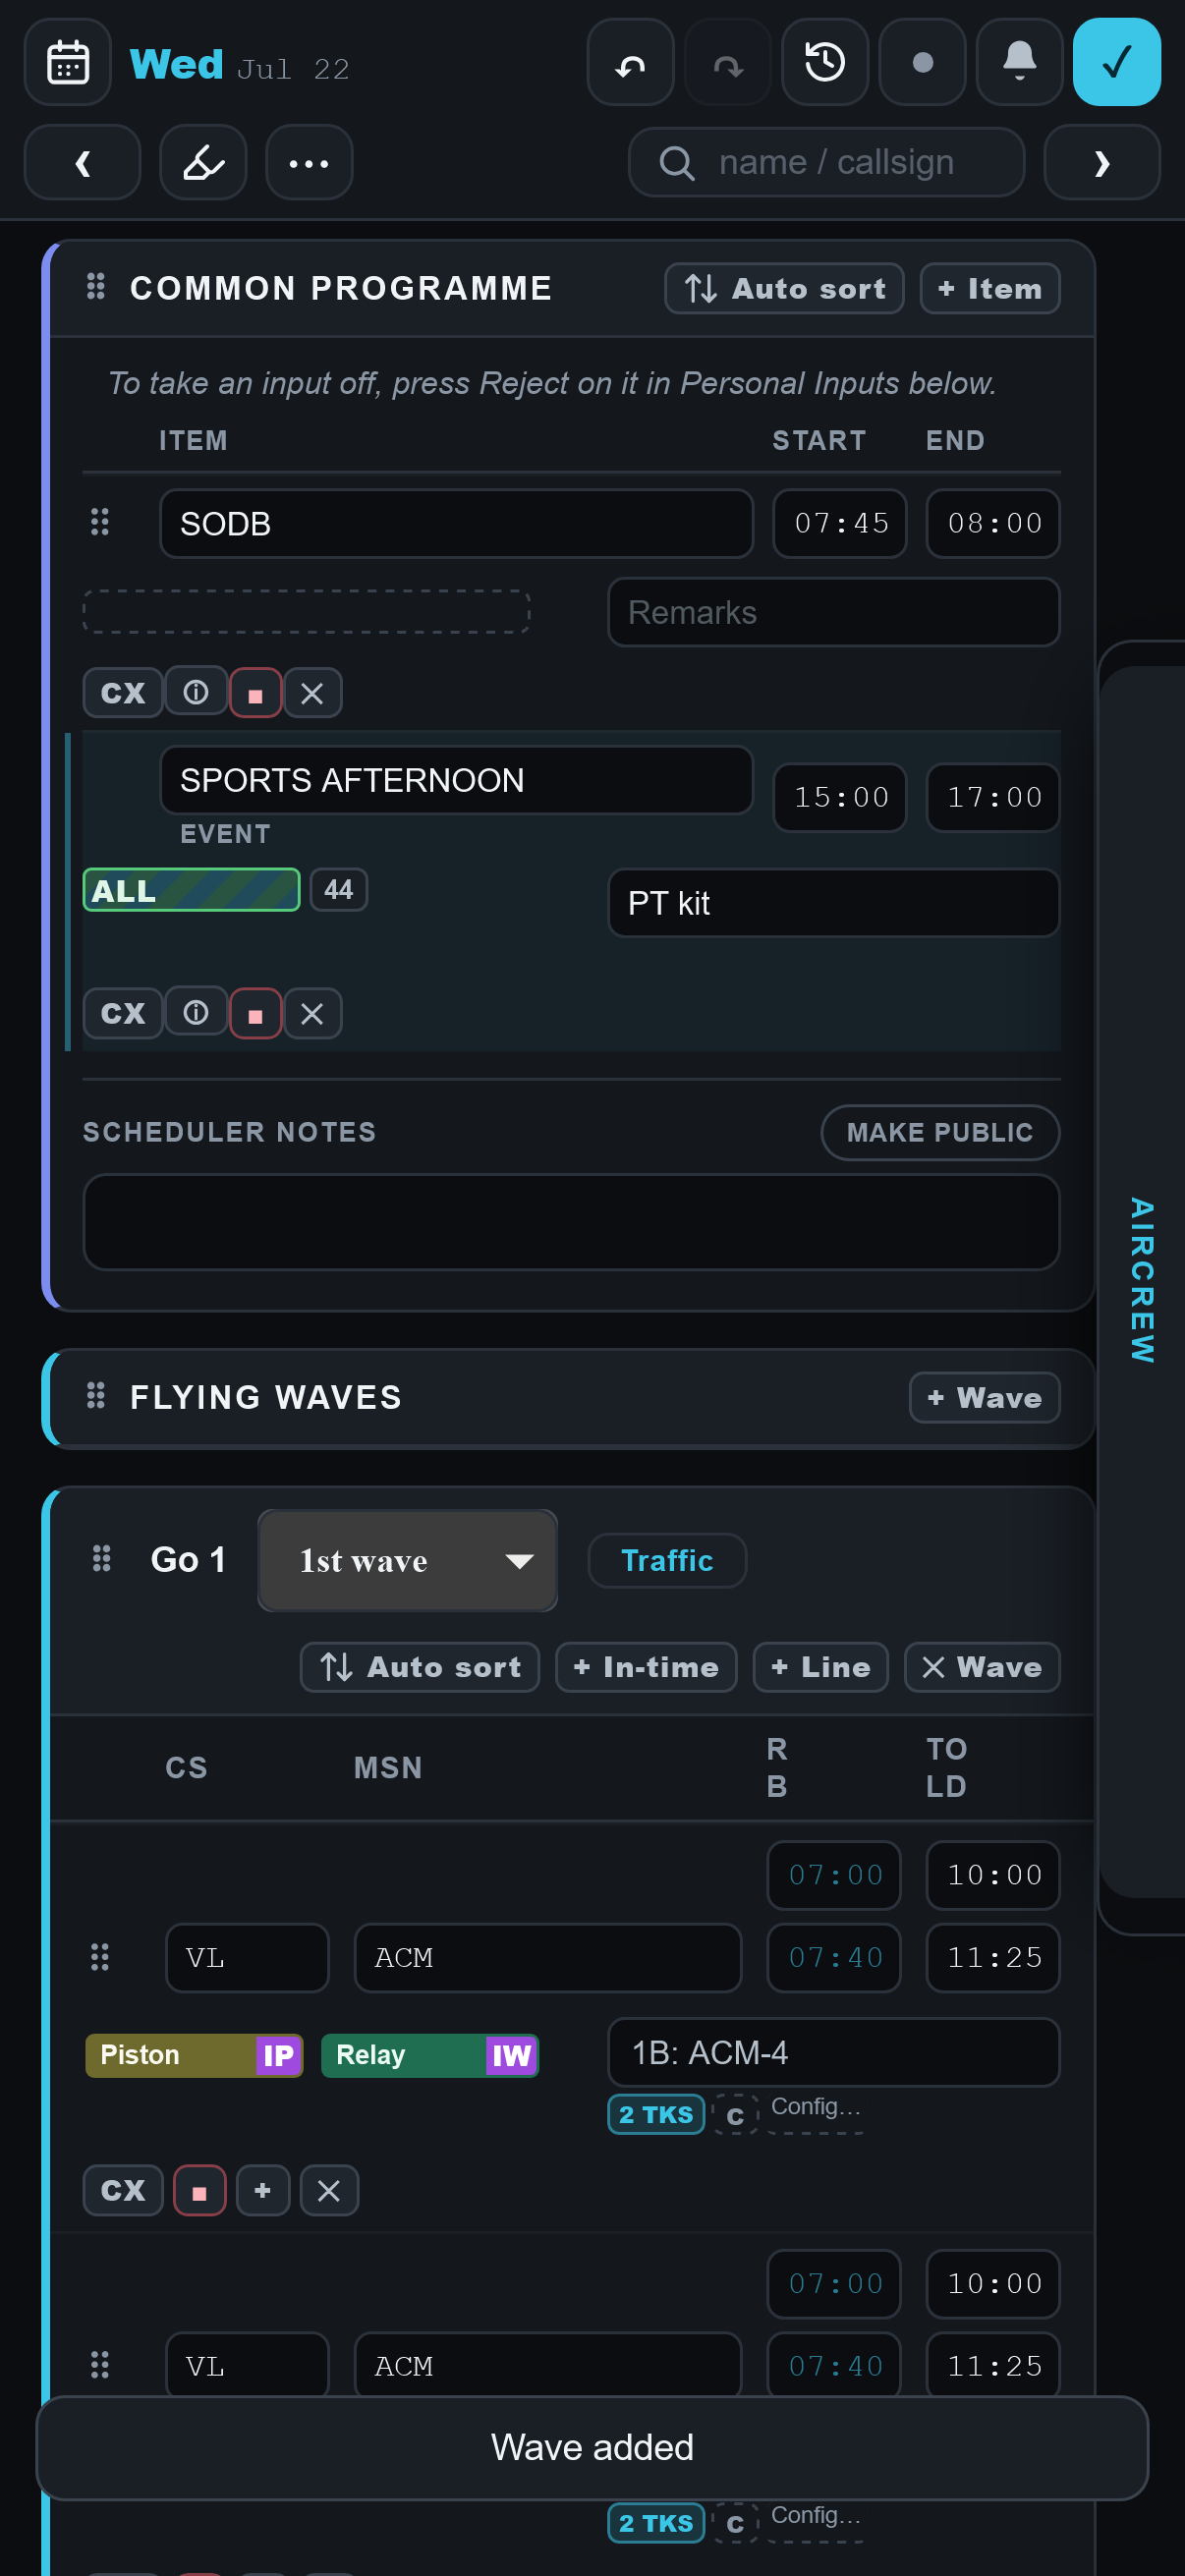 Wed Jul 22
name / callsign
COMMON PROGRAMME
Auto sort
+ Item
To take an input off, press Reject on it in Personal Inputs below.
ITEM START END
SODB 07:45 08:00
Remarks
CX
SPORTS AFTERNOON 15:00 17:00
EVENT
ALL 44 PT kit
CX
SCHEDULER NOTES MAKE PUBLIC
AIRCREW
FLYING WAVES + Wave
Go 1 1st wave Traffic
Auto sort + In-time + Line × Wave
CS MSN R B TO LD
07:00 10:00
VL ACM 07:40 11:25
Piston IP Relay IW 1B: ACM-4
2 TKS C Config...
CX
07:00 10:00
VL ACM 07:40 11:25
Wave added
2 TKS C Config...